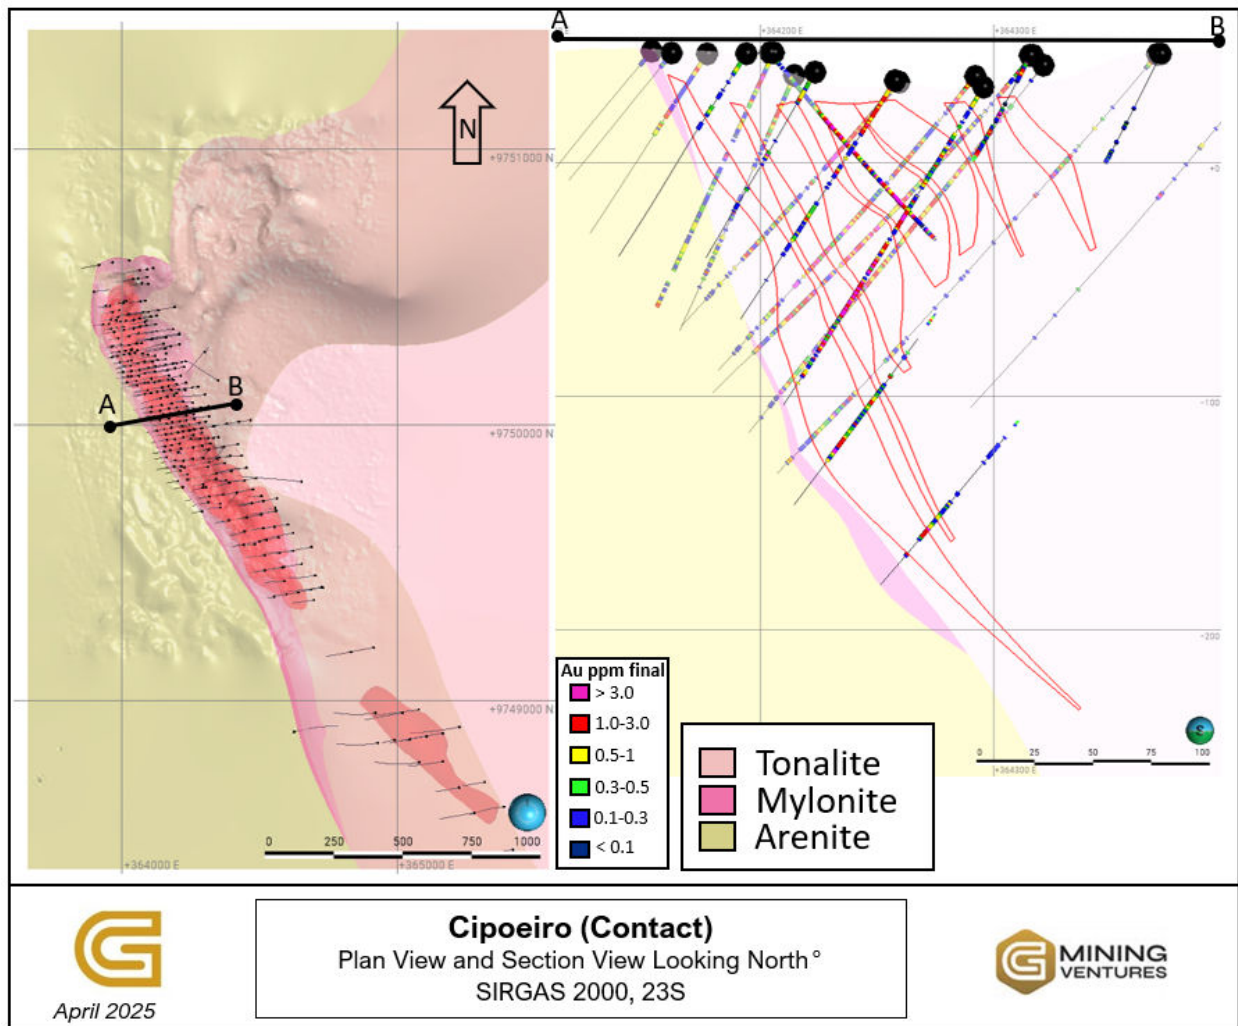 A
B
+364200 E
+364300 E
N
+9751000 N
+0
A
B
+9750000 N
-100
-200
+9749000 N
Au ppm final
> 3.0
1.0-3.0
0.5-1
0.3-0.5
0.1-0.3
< 0.1
Tonalite
Mylonite
Arenite
S
0 25 50 75 100
+364300 E
0 250 500 750 1000
+364000 E
+365000 E
Cipoeiro (Contact)
Plan View and Section View Looking North°
SIRGAS 2000, 23S
April 2025
G MINING
VENTURES